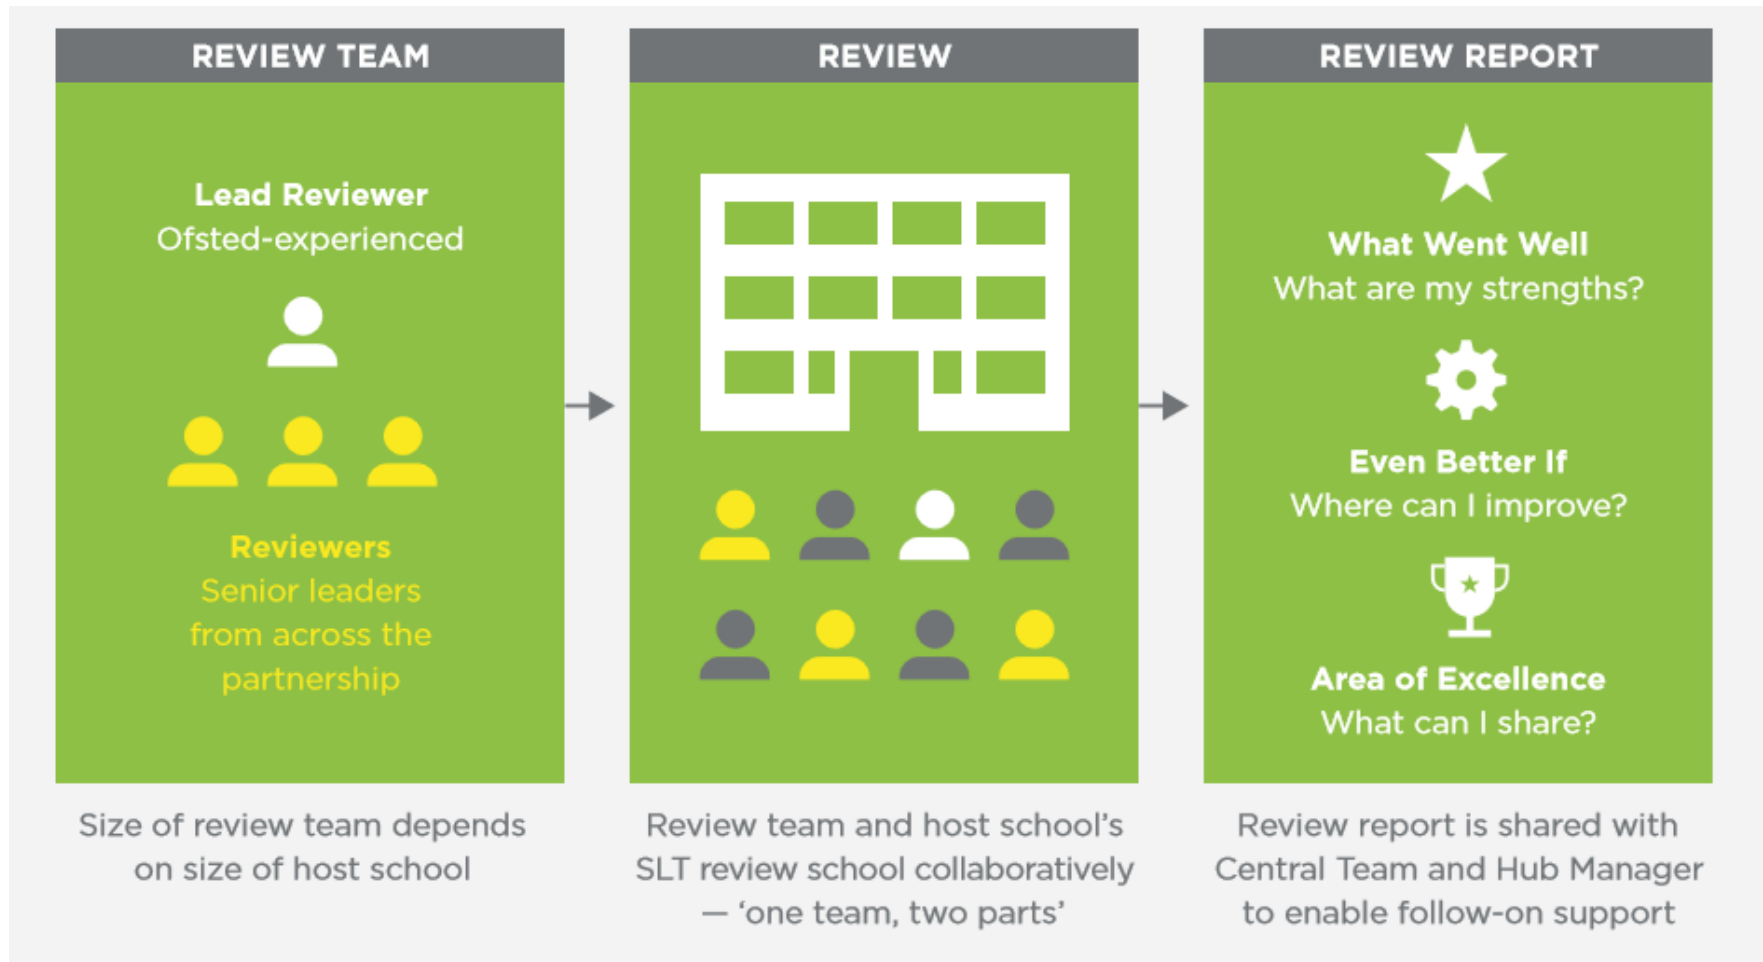 REVIEW TEAM
Lead Reviewer
Ofsted-experienced
Reviewers
Senior leaders
from across the
partnership
Size of review team depends
on size of host school
REVIEW
Review team and host school’s
SLT review school collaboratively
— ‘one team, two parts’
REVIEW REPORT
What Went Well
What are my strengths?
Even Better If
Where can I improve?
Area of Excellence
What can I share?
Review report is shared with
Central Team and Hub Manager
to enable follow-on support